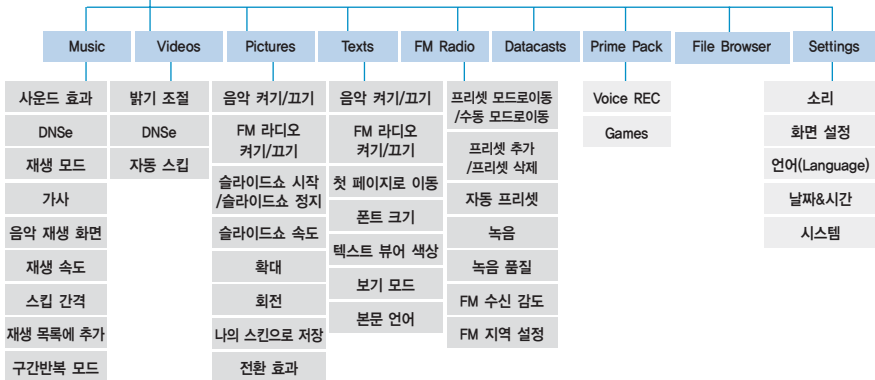 Music
Videos
Pictures
Texts
FM Radio
Datacasts
Prime Pack
File Browser
Settings
사운드 효과
DNSe
재생 모드
가사
음악 재생 화면
재생 속도
스킵 간격
재생 목록에 추가
구간반복 모드
밝기 조절
DNSe
자동 스킵
음악 켜기/끄기
FM 라디오
켜기/끄기
슬라이드쇼 시작
/슬라이드쇼 정지
슬라이드쇼 속도
확대
회전
나의 스킨으로 저장
전환 효과
음악 켜기/끄기
FM 라디오
켜기/끄기
첫 페이지로 이동
폰트 크기
텍스트 뷰어 색상
보기 모드
본문 언어
프리셋 모드로이동
/수동 모드로이동
프리셋 추가
/프리셋 삭제
자동 프리셋
녹음
녹음 품질
FM 수신 감도
FM 지역 설정
Voice REC
Games
소리
화면 설정
언어(Language)
날짜&시간
시스템